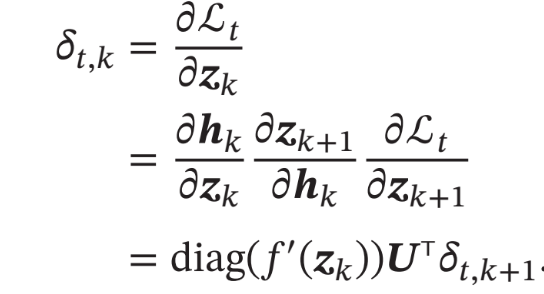 δ_{t,k} = ∂ℒ_t / ∂𝒛_k
= ∂𝒉_k / ∂𝒛_k ∂𝒛_{k+1} / ∂𝒉_k ∂ℒ_t / ∂𝒛_{k+1}
= diag(f′(𝒛_k))𝑼^⊤δ_{t,k+1}.